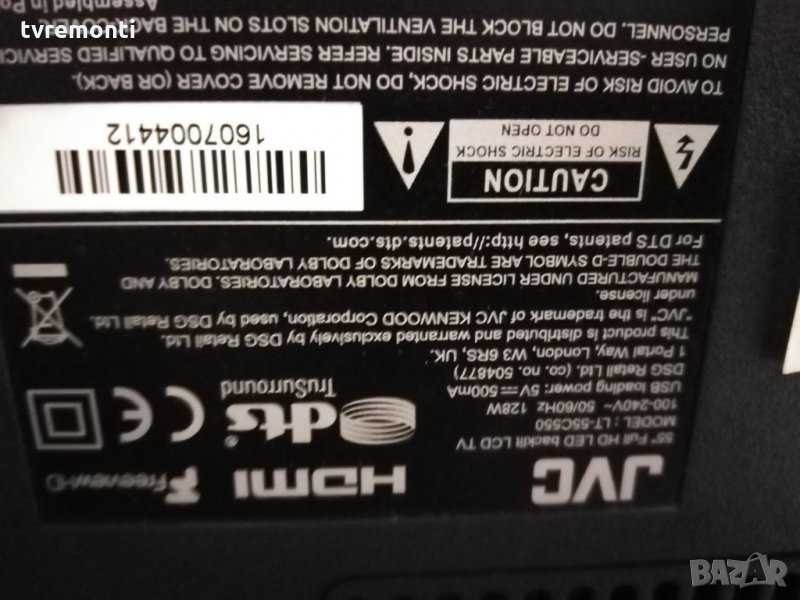 JVC
HDMI
FreeviewHD
55" Full HD LED backlit LCD TV
MODEL : LT-55C550
100-240V~ 50/60Hz 128W
USB loading power: 5V⎓500mA
dts
TruSurround
DSG Retail Ltd. (co. no. 504877)
1 Portal Way, London, W3 6RS, UK.
This product is distributed and warranted exclusively by DSG Retail Ltd.
"JVC" is the trademark of JVC KENWOOD Corporation, used by DSG Retail Ltd.
under license.
MANUFACTURED UNDER LICENSE FROM DOLBY LABORATORIES. DOLBY AND
THE DOUBLE-D SYMBOL ARE TRADEMARKS OF DOLBY LABORATORIES.
For DTS patents, see http://patents.dts.com.
CAUTION
RISK OF ELECTRIC SHOCK
DO NOT OPEN
1607004412
TO AVOID RISK OF ELECTRIC SHOCK, DO NOT REMOVE COVER (OR BACK).
NO USER -SERVICEABLE PARTS INSIDE. REFER SERVICING TO QUALIFIED SERVICE
PERSONNEL. DO NOT BLOCK THE VENTILATION SLOTS ON THE BACK COVER.
Assembled in
tvremonti
BAZAR